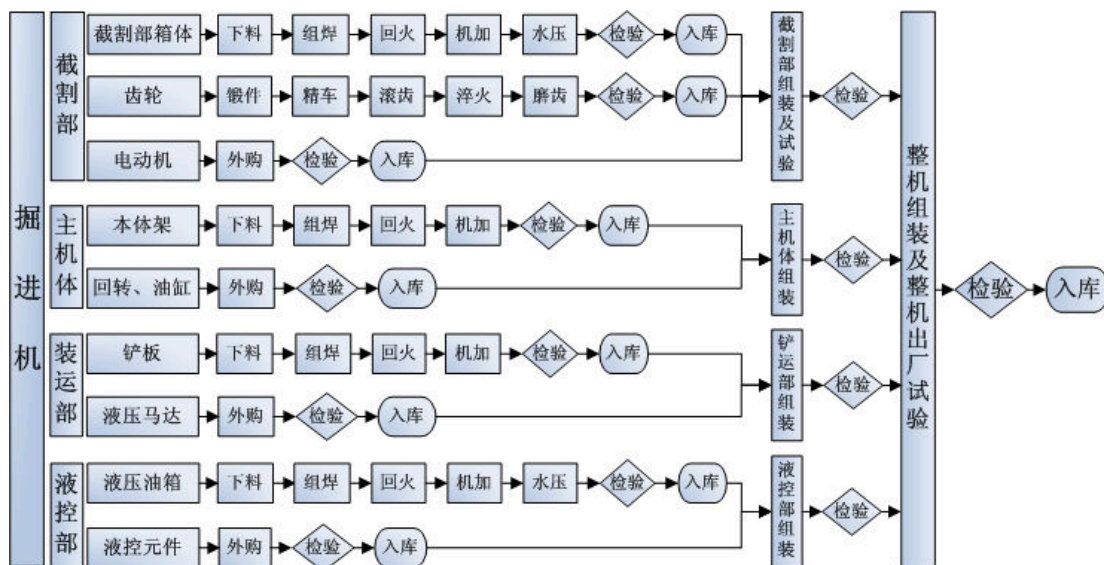 掘进机
截割部
截割部箱体 下料 组焊 回火 机加 水压 检验 入库
齿轮 锻件 精车 滚齿 淬火 磨齿 检验 入库
电动机 外购 检验 入库
截割部组装及试验
检验
主机体
本体架 下料 组焊 回火 机加 检验 入库
回转、油缸 外购 检验 入库
主机体组装
检验
装运部
铲板 下料 组焊 回火 机加 检验 入库
液压马达 外购 检验 入库
铲运部组装
检验
液控部
液压油箱 下料 组焊 回火 机加 水压 检验 入库
液控元件 外购 检验 入库
液控部组装
检验
整机组装及整机出厂试验
检验
入库